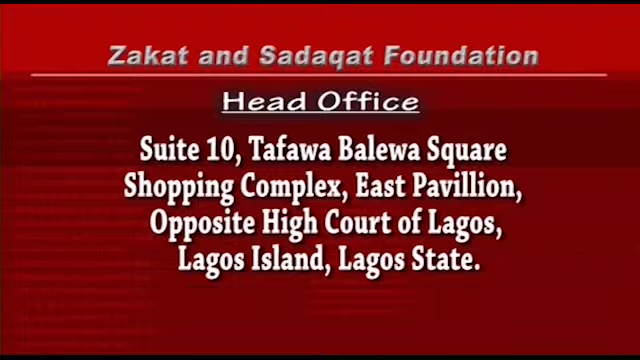 Zakat and Sadaqat Foundation
Head Office
Suite 10, Tafawa Balewa Square
Shopping Complex, East Pavillion,
Opposite High Court of Lagos,
Lagos Island, Lagos State.